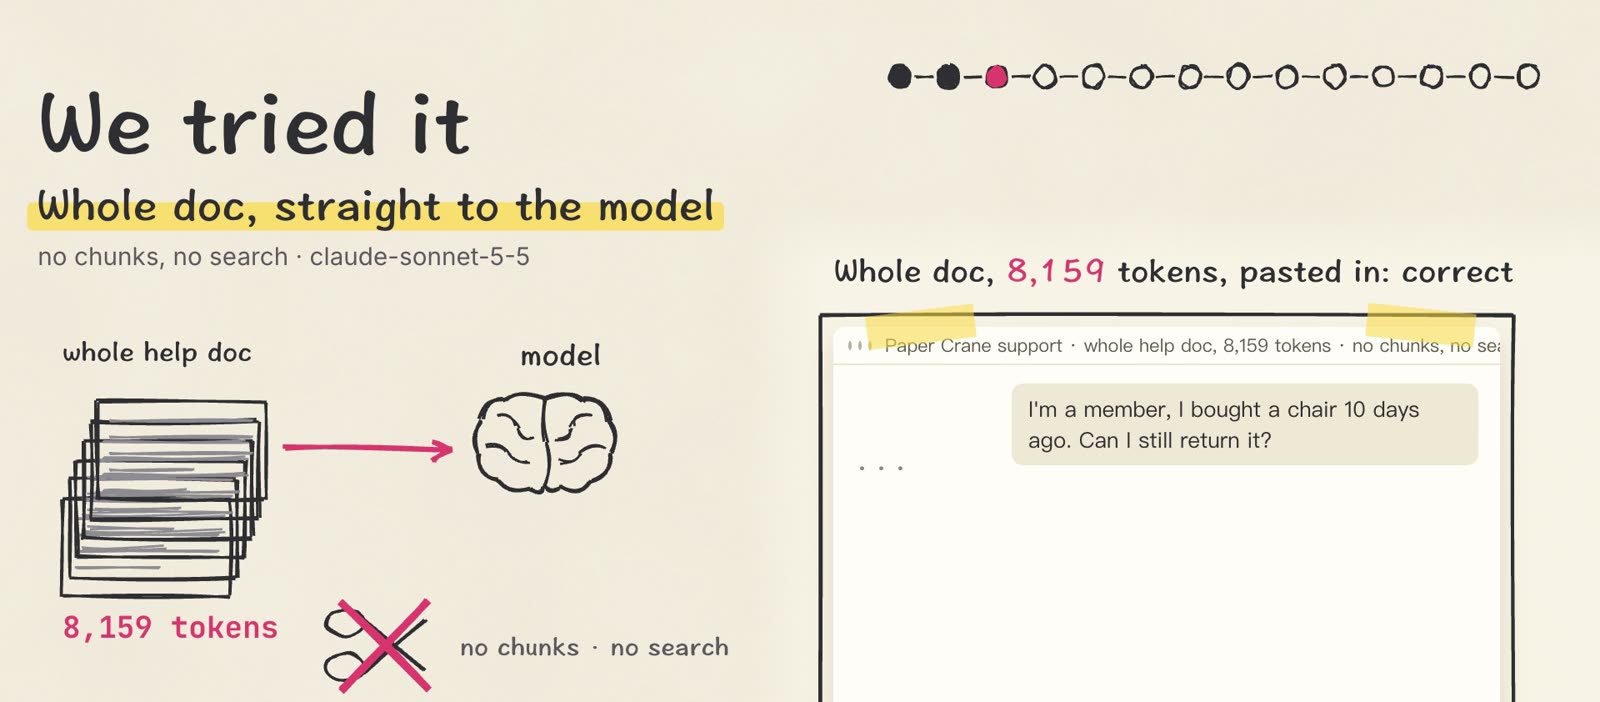 We tried it
Whole doc, straight to the model
no chunks, no search · claude-sonnet-5-5
whole help doc
model
8,159 tokens
no chunks · no search
Whole doc, 8,159 tokens, pasted in: correct
Paper Crane support · whole help doc, 8,159 tokens · no chunks, no sea
I'm a member, I bought a chair 10 days
ago. Can I still return it?
. . .